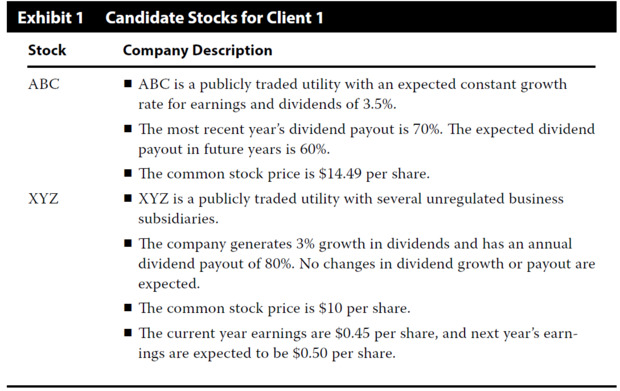 Exhibit 1 Candidate Stocks for Client 1
Stock Company Description
ABC ■ ABC is a publicly traded utility with an expected constant growth
rate for earnings and dividends of 3.5%.
■ The most recent year’s dividend payout is 70%. The expected dividend
payout in future years is 60%.
■ The common stock price is $14.49 per share.
XYZ ■ XYZ is a publicly traded utility with several unregulated business
subsidiaries.
■ The company generates 3% growth in dividends and has an annual
dividend payout of 80%. No changes in dividend growth or payout are
expected.
■ The common stock price is $10 per share.
■ The current year earnings are $0.45 per share, and next year’s earn-
ings are expected to be $0.50 per share.